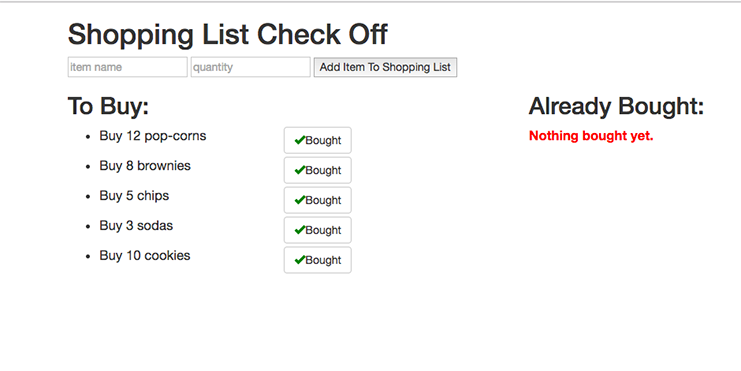 Shopping List Check Off
item name quantity Add Item To Shopping List
To Buy:
Buy 12 pop-corns Bought
Buy 8 brownies Bought
Buy 5 chips Bought
Buy 3 sodas Bought
Buy 10 cookies Bought
Already Bought:
Nothing bought yet.